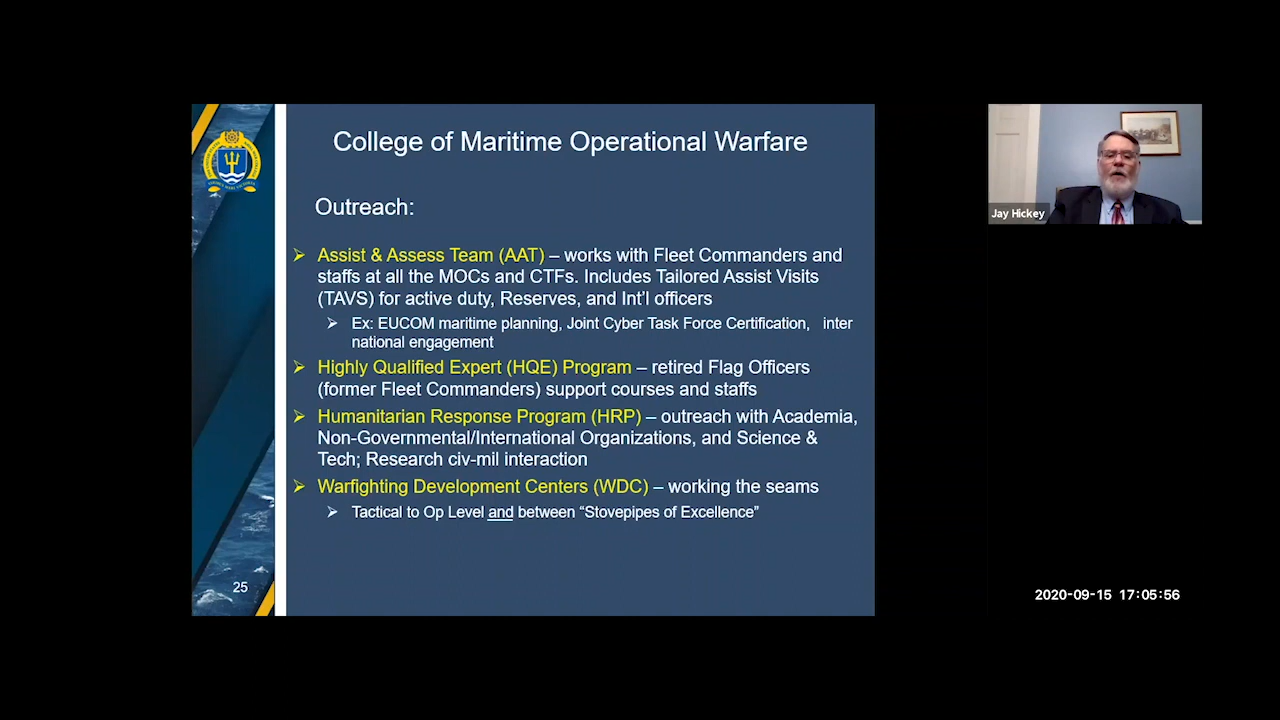 College of Maritime Operational Warfare
Outreach:
➢ Assist & Assess Team (AAT) – works with Fleet Commanders and
staffs at all the MOCs and CTFs. Includes Tailored Assist Visits
(TAVS) for active duty, Reserves, and Int'l officers
➢ Ex: EUCOM maritime planning, Joint Cyber Task Force Certification, inter
national engagement
➢ Highly Qualified Expert (HQE) Program – retired Flag Officers
(former Fleet Commanders) support courses and staffs
➢ Humanitarian Response Program (HRP) – outreach with Academia,
Non-Governmental/International Organizations, and Science &
Tech; Research civ-mil interaction
➢ Warfighting Development Centers (WDC) – working the seams
➢ Tactical to Op Level and between “Stovepipes of Excellence”
25
Jay Hickey
2020-09-15 17:05:56